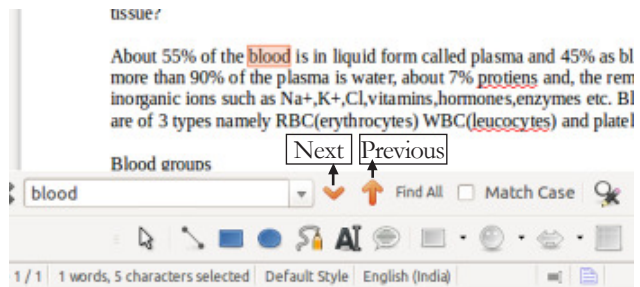 tissue?
About 55% of the blood is in liquid form called plasma and 45% as bl
more than 90% of the plasma is water, about 7% protiens and, the rem
inorganic ions such as Na+,K+,Cl,vitamins,hormones,enzymes etc. Bl
are of 3 types namely RBC(erythrocytes) WBC(leucocytes) and platel
Blood groups
Next Previous
blood Find All Match Case
AI
1 / 1 1 words, 5 characters selected Default Style English (India)